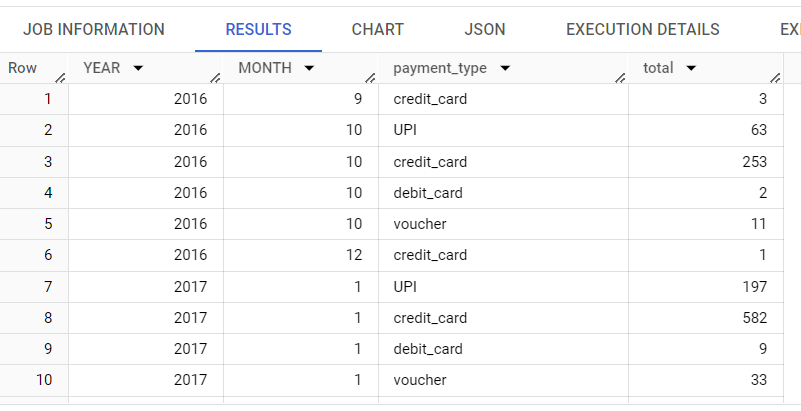 JOB INFORMATION RESULTS CHART JSON EXECUTION DETAILS EX
Row YEAR MONTH payment_type total
1 2016 9 credit_card 3
2 2016 10 UPI 63
3 2016 10 credit_card 253
4 2016 10 debit_card 2
5 2016 10 voucher 11
6 2016 12 credit_card 1
7 2017 1 UPI 197
8 2017 1 credit_card 582
9 2017 1 debit_card 9
10 2017 1 voucher 33